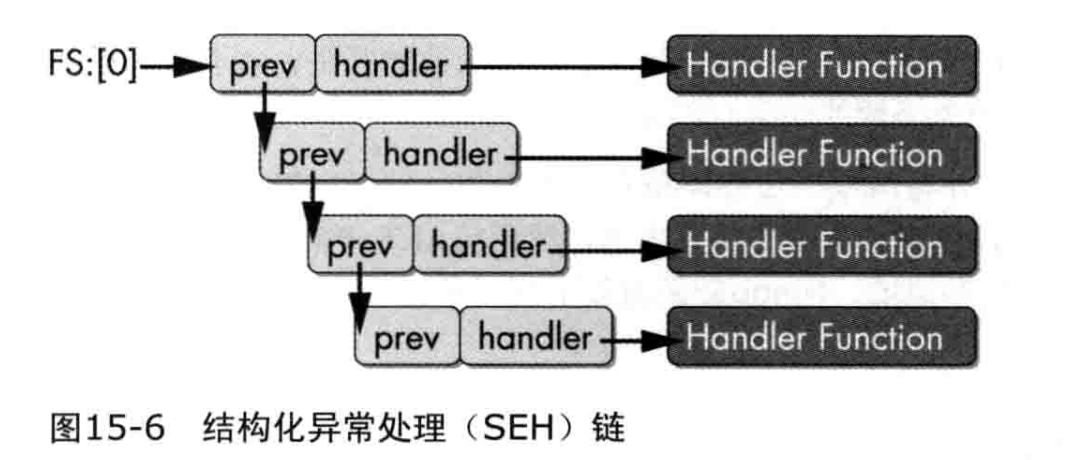 FS:[0] prev handler Handler Function
prev handler Handler Function
prev handler Handler Function
prev handler Handler Function
图15-6 结构化异常处理（SEH）链